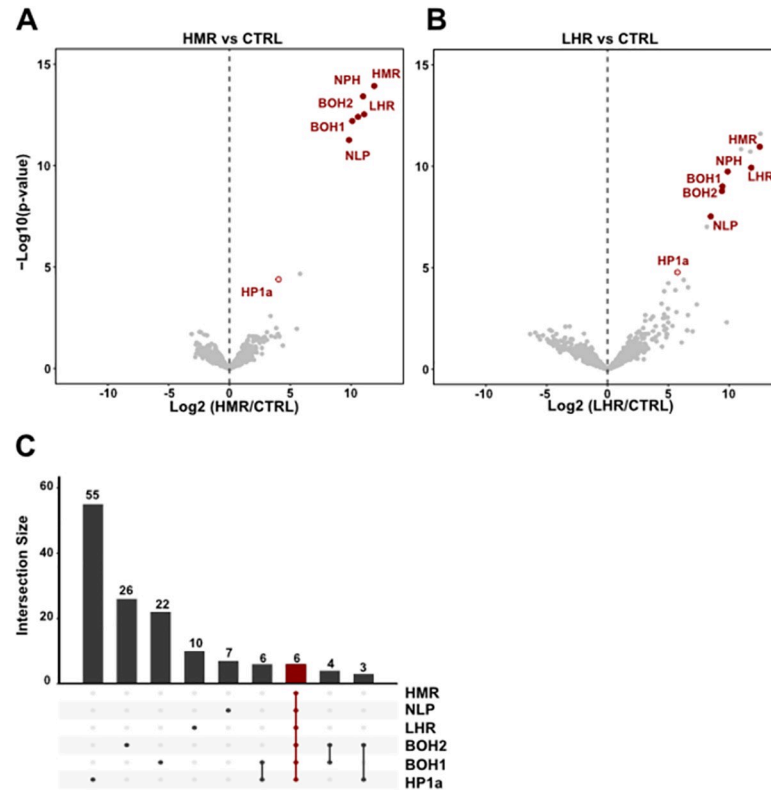 A
HMR vs CTRL
15
10
5
0
−Log10(p-value)
NPH
HMR
BOH2
LHR
BOH1
NLP
HP1a
-10
-5
0
5
10
Log2 (HMR/CTRL)
B
LHR vs CTRL
15
10
5
0
HMR
NPH
LHR
BOH1
BOH2
NLP
HP1a
-10
-5
0
5
10
Log2 (LHR/CTRL)
C
Intersection Size
60
40
20
0
55
26
22
10
7
6
6
4
3
HMR
NLP
LHR
BOH2
BOH1
HP1a